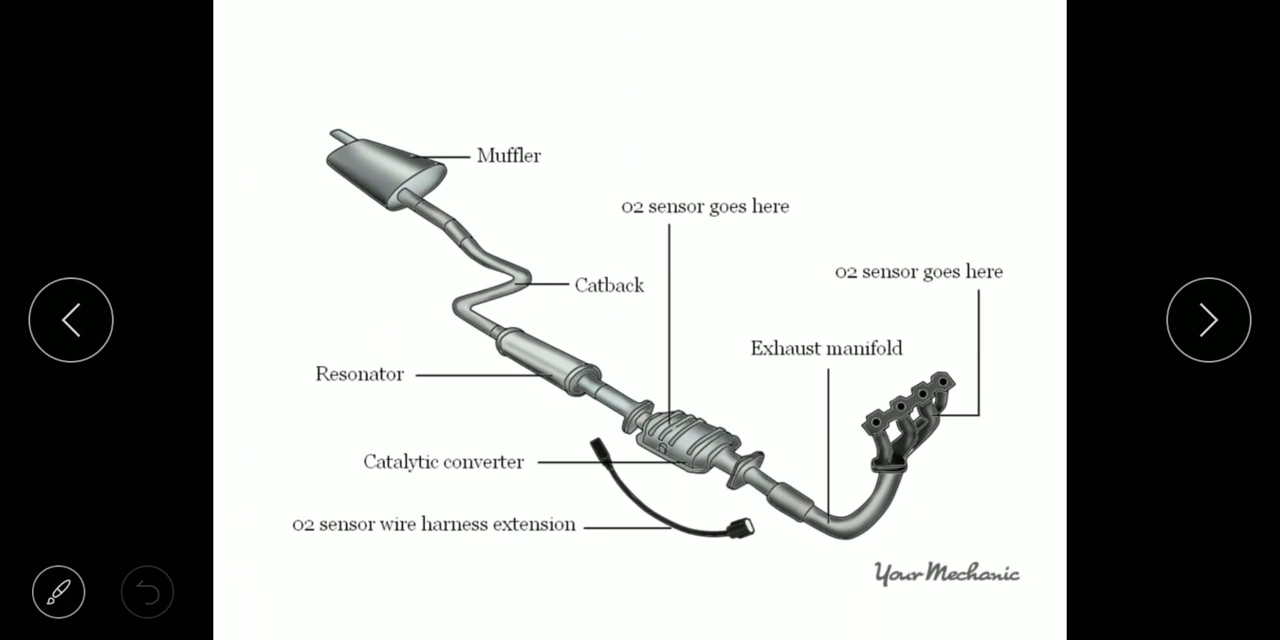 Muffler
02 sensor goes here
02 sensor goes here
Catback
Exhaust manifold
Resonator
Catalytic converter
02 sensor wire harness extension
YourMechanic